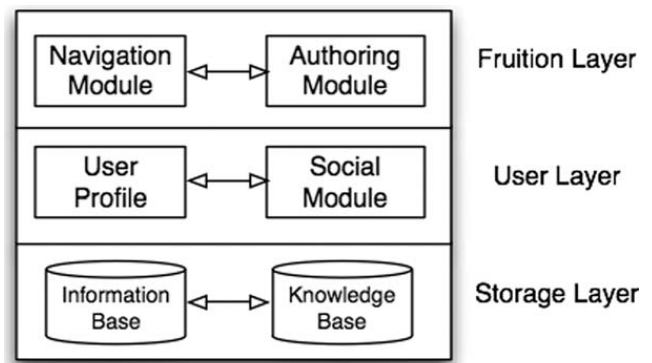 Navigation
Module
Authoring
Module
Fruition Layer
User
Profile
Social
Module
User Layer
Information
Base
Knowledge
Base
Storage Layer